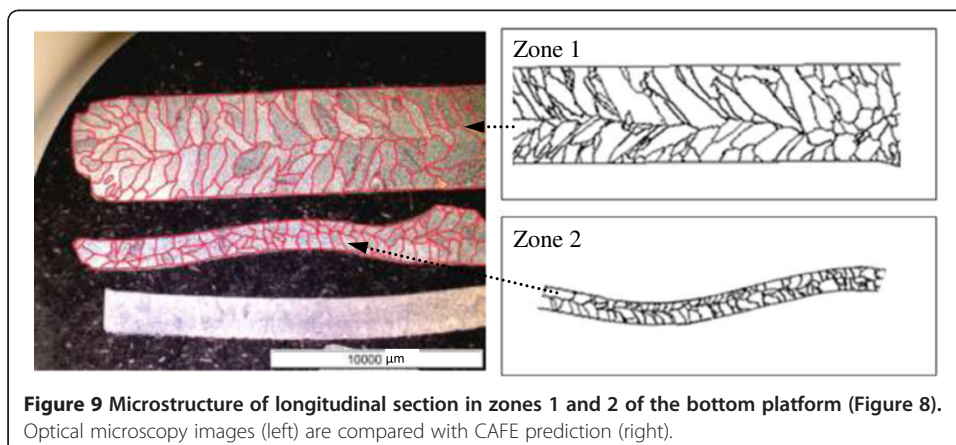 Zone 1
Zone 2
10000 µm
Figure 9 Microstructure of longitudinal section in zones 1 and 2 of the bottom platform (Figure 8).
Optical microscopy images (left) are compared with CAFE prediction (right).